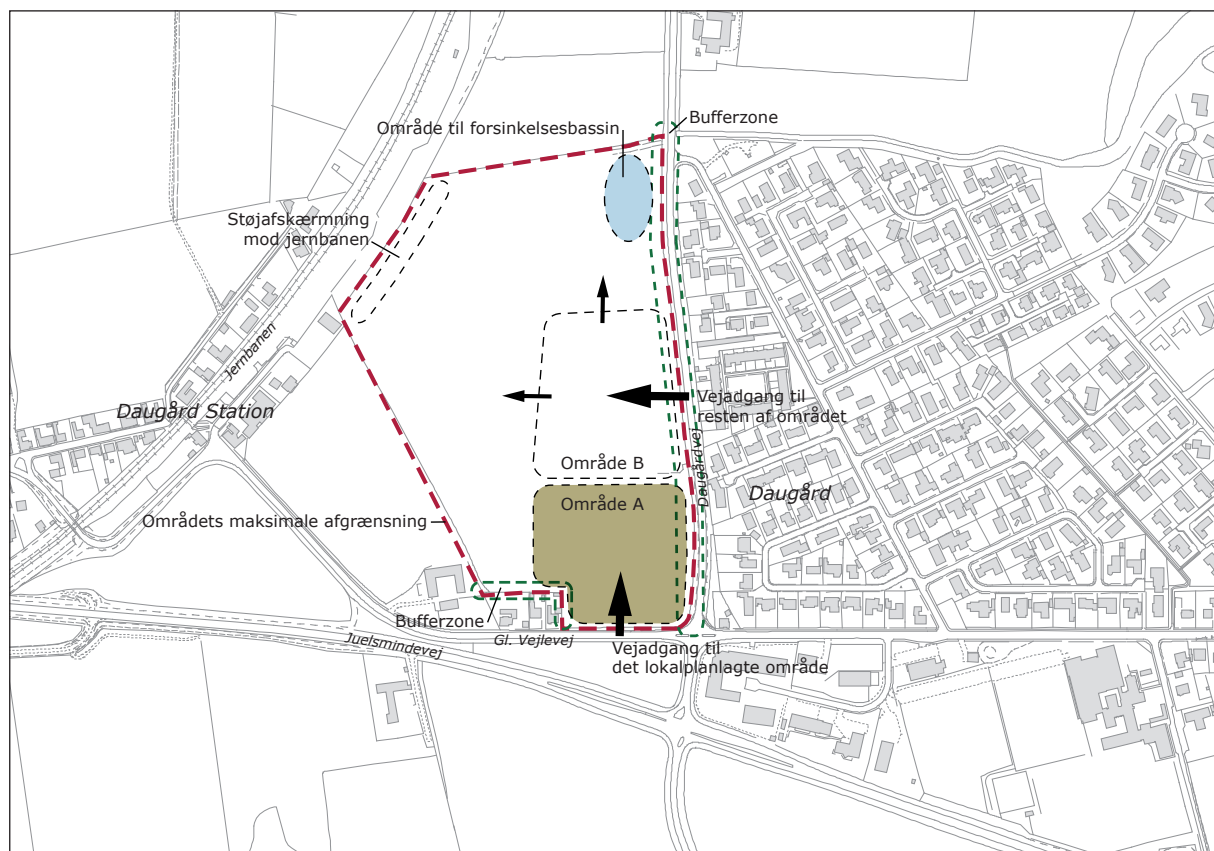 Bufferzone
Område til forsinkelsesbassin
Støjafskærmning
mod jernbanen
Jernbanen
Daugård Station
Vejadgang til
resten af området
Daugårdvej
Område B
Daugård
Område A
Områdets maksimale afgrænsning
Bufferzone
Gl. Vejlevej
Juelsmindevej
Vejadgang til
det lokalplanlagte område